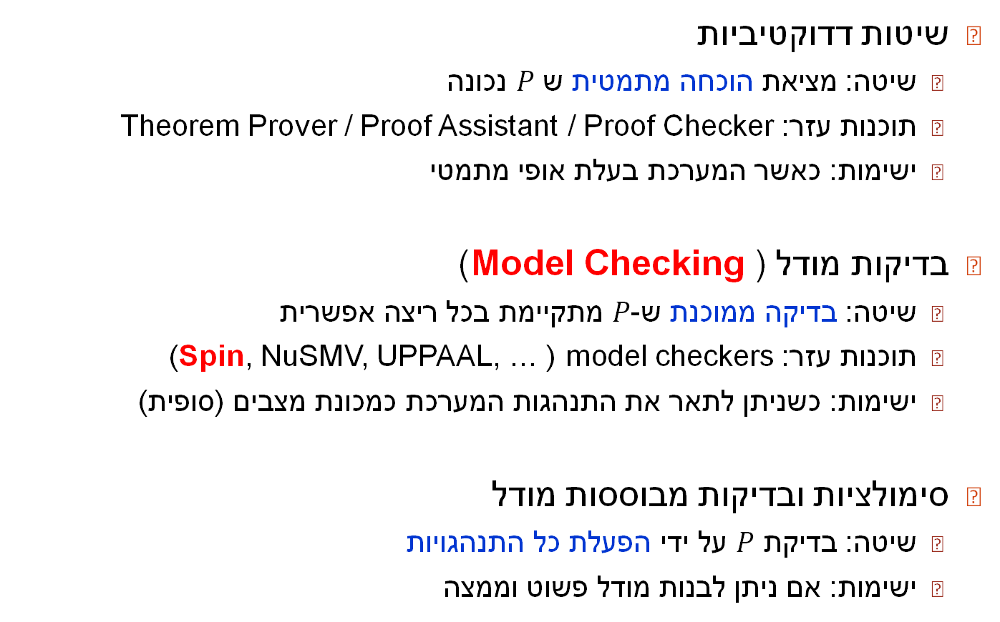 שיטות דדוקטיביות
שיטה: מציאת הוכחה מתמטית ש P נכונה
תוכנות עזר: Theorem Prover / Proof Assistant / Proof Checker
ישימות: כאשר המערכת בעלת אופי מתמטי
בדיקות מודל ( Model Checking)
שיטה: בדיקה ממוכנת ש-P מתקיימת בכל ריצה אפשרית
תוכנות עזר: model checkers ( Spin, NuSMV, UPPAAL, ...)
ישימות: כשניתן לתאר את התנהגות המערכת כמכונת מצבים (סופית)
סימולציות ובדיקות מבוססות מודל
שיטה: בדיקת P על ידי הפעלת כל התנהגויות
ישימות: אם ניתן לבנות מודל פשוט וממצה